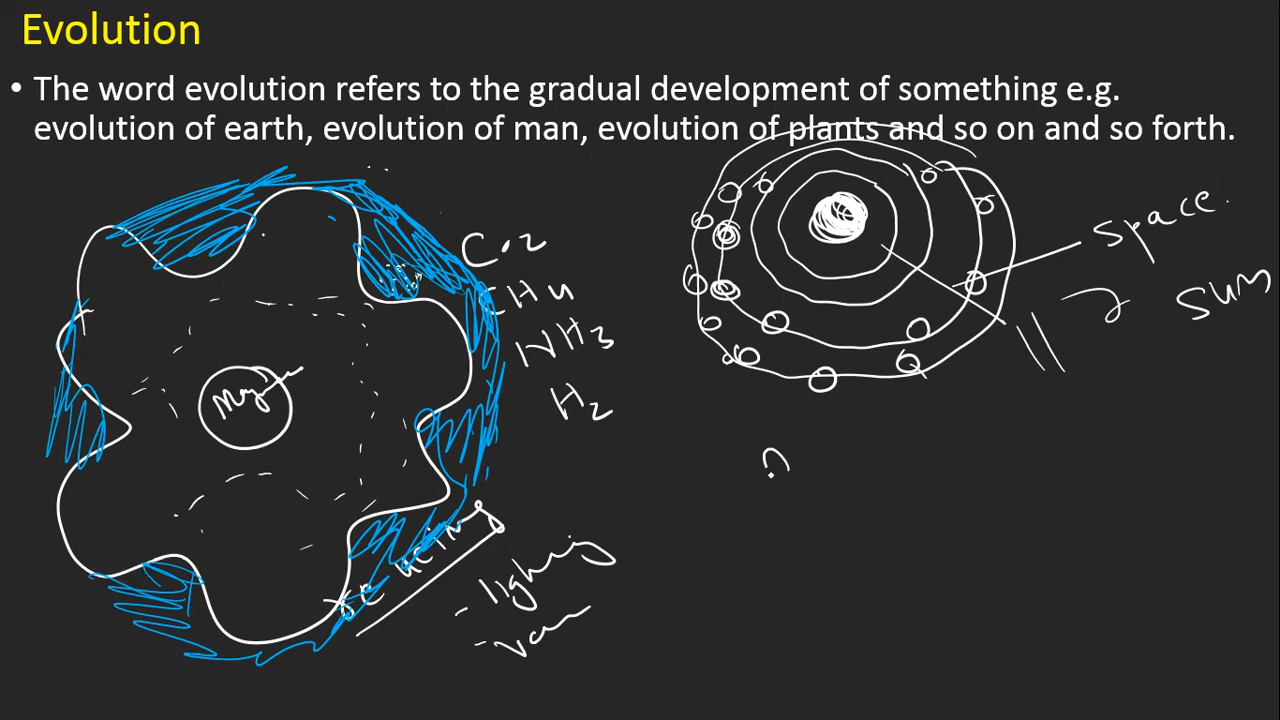 Evolution
• The word evolution refers to the gradual development of something e.g.
evolution of earth, evolution of man, evolution of plants and so on and so forth.
Co2
CH4
NH3
H2
space.
sum
?